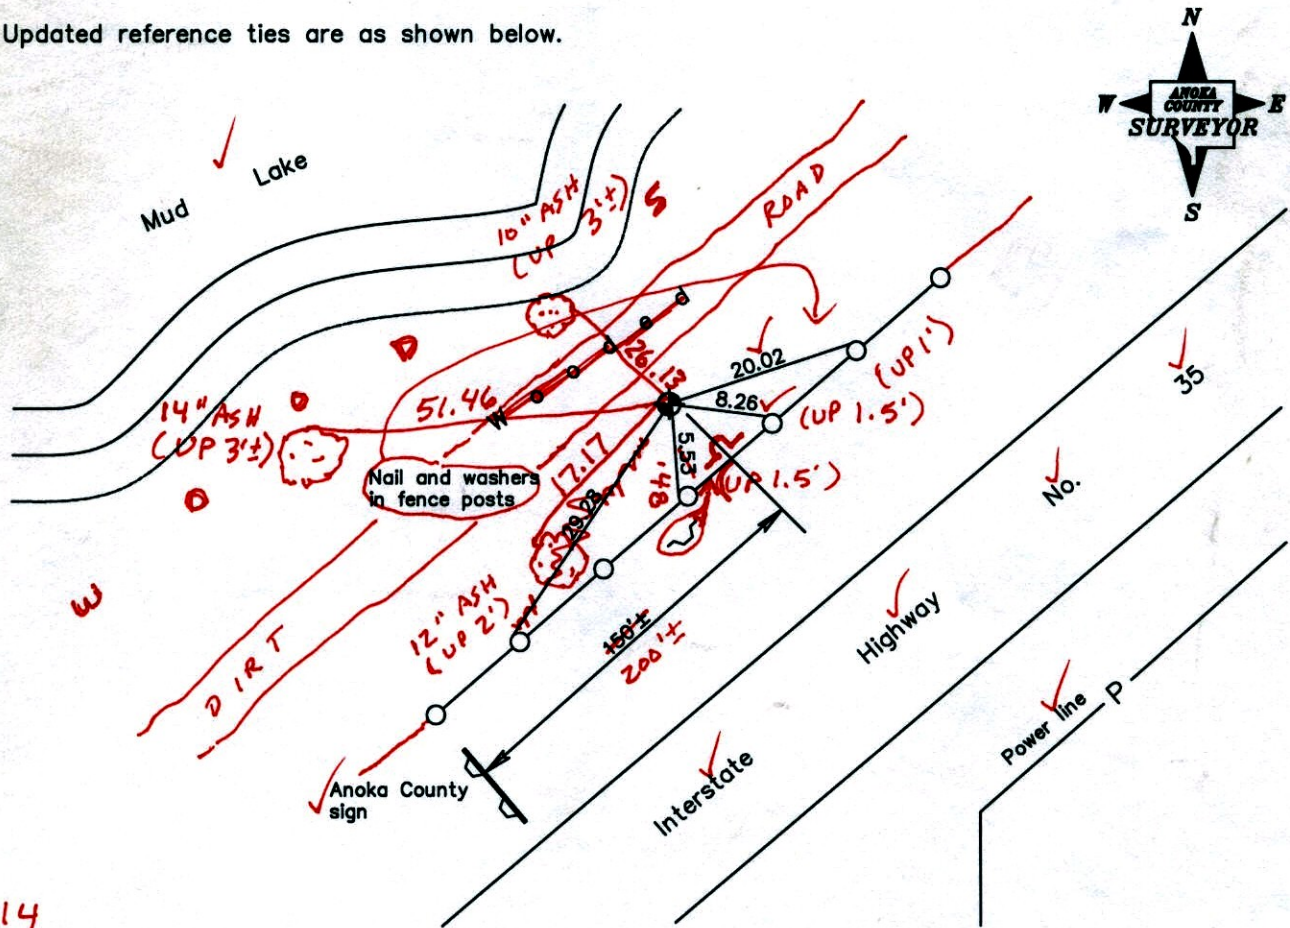 Updated reference ties are as shown below.
N
ANOKA
COUNTY
W E
SURVEYOR
S
Mud Lake
10" ASH
(UP 3'±)
S
ROAD
26.13
20.02
(UP 1')
8.26
(UP 1.5')
35
14" ASH
(UP 3'±)
51.46
W
Nail and washers
in fence posts
17.17
5.53
.48
(UP 1.5')
No.
29.28
W
12" ASH
(UP 2')
150'±
200'±
Highway
DIRT
Power line
P
Anoka County
sign
Interstate
14